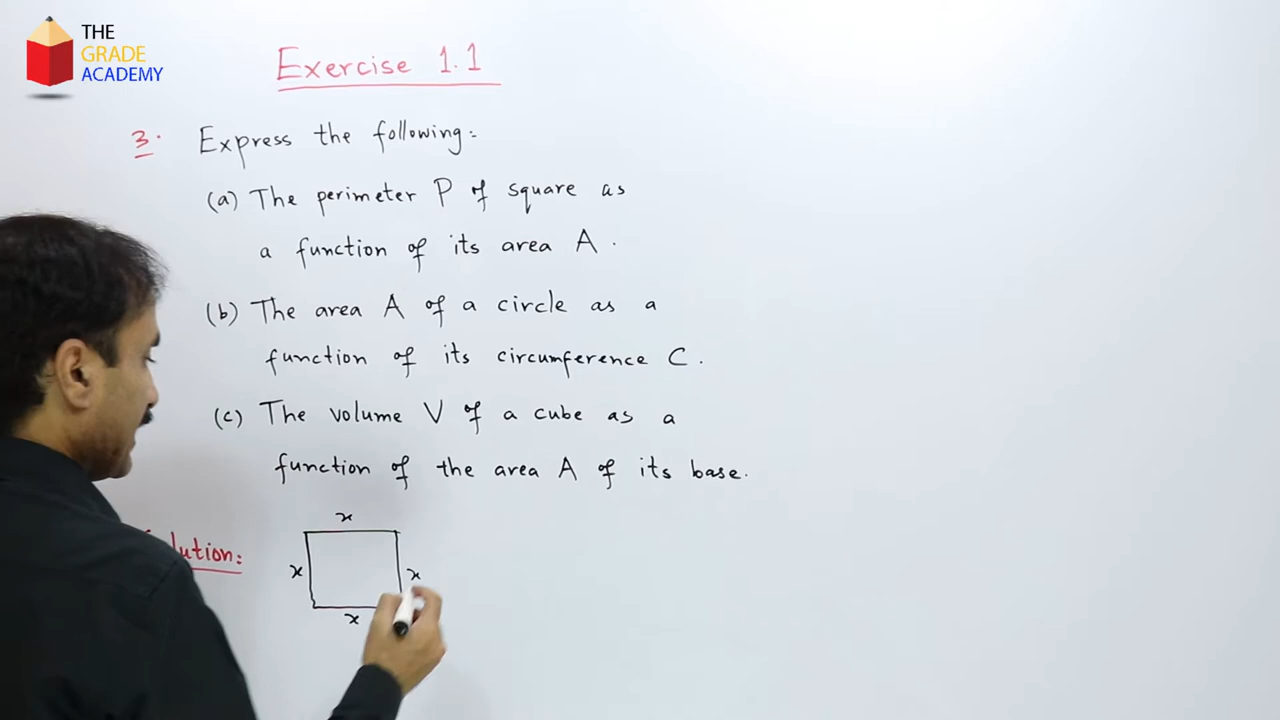 THE
GRADE
ACADEMY
Exercise 1.1
3. Express the following:
(a) The perimeter P of square as
a function of its area A.
(b) The area A of a circle as a
function of its circumference C.
(c) The volume V of a cube as a
function of the area A of its base.
x
x
x
x